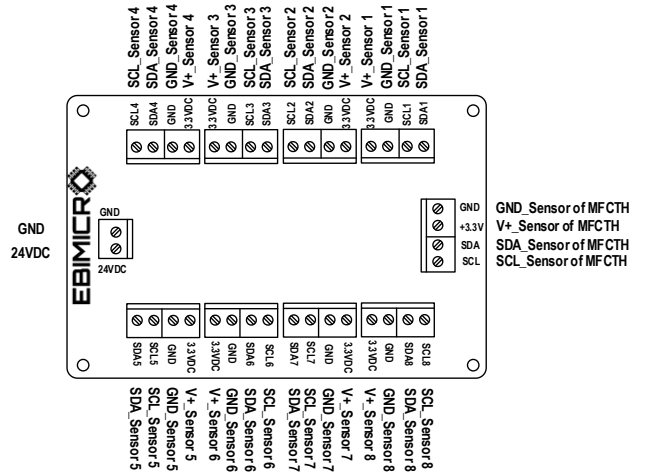 SCL_Sensor 4
SDA_Sensor 4
GND_Sensor 4
V+_Sensor 4
V+_Sensor 3
GND_Sensor 3
SCL_Sensor 3
SDA_Sensor 3
SCL_Sensor 2
SDA_Sensor 2
GND_Sensor 2
V+_Sensor 2
V+_Sensor 1
GND_Sensor1
SCL_Sensor 1
SDA_Sensor 1
SCL4
SDA4
GND
3.3VDC
3.3VDC
GND
SCL3
SDA3
SCL2
SDA2
GND
3.3VDC
3.3VDC
GND
SCL1
SDA1
EBIMICRO
GND
24VDC
GND
24VDC
GND
+3.3V
SDA
SCL
GND_Sensor of MFCTH
V+_Sensor of MFCTH
SDA_Sensor of MFCTH
SCL_Sensor of MFCTH
SDA5
SCL5
GND
3.3VDC
3.3VDC
GND
SDA6
SCL6
SDA7
SCL7
GND
3.3VDC
3.3VDC
GND
SDA8
SCL8
SDA_Sensor 5
SCL_Sensor 5
GND_Sensor 5
V+_Sensor 5
V+_Sensor 6
GND_Sensor 6
SDA_Sensor 6
SCL_Sensor 6
SDA_Sensor 7
SCL_Sensor 7
GND_Sensor 7
V+_Sensor 7
V+_Sensor 8
GND_Sensor 8
SDA_Sensor 8
SCL_Sensor 8